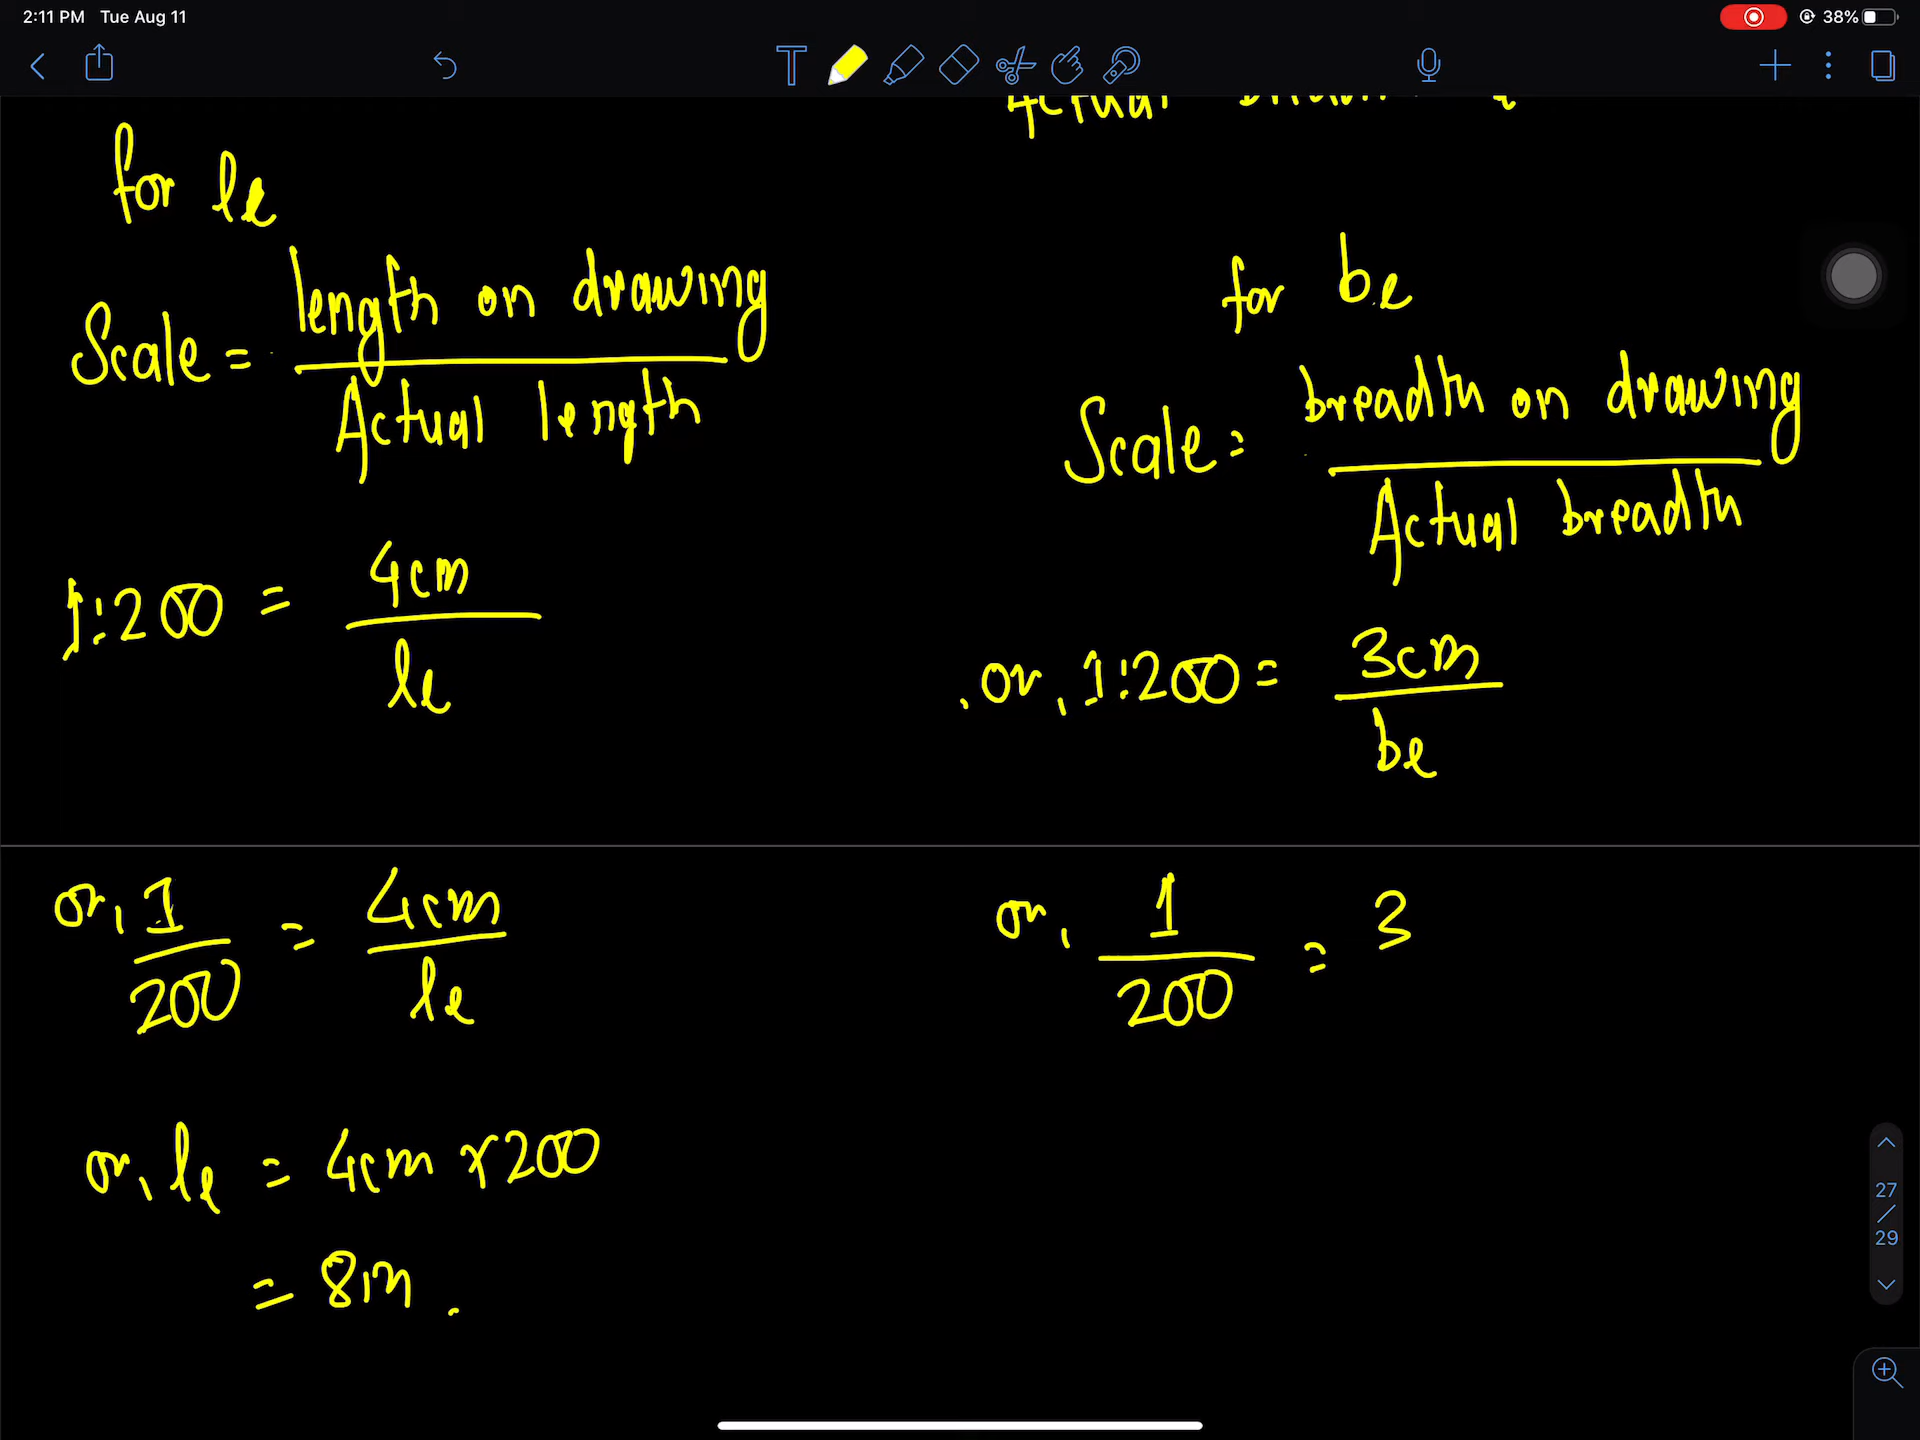 2:11 PM Tue Aug 11
38%
for le
Scale = length on drawing
Actual length
1:200 = 4cm
le
or, 1 = 4cm
200 le
or, le = 4cm x 200
= 8m.
Actual
for be
Scale = breadth on drawing
Actual breadth
or, 1:200 = 3cm
be
or, 1 = 3
200
27
/
29